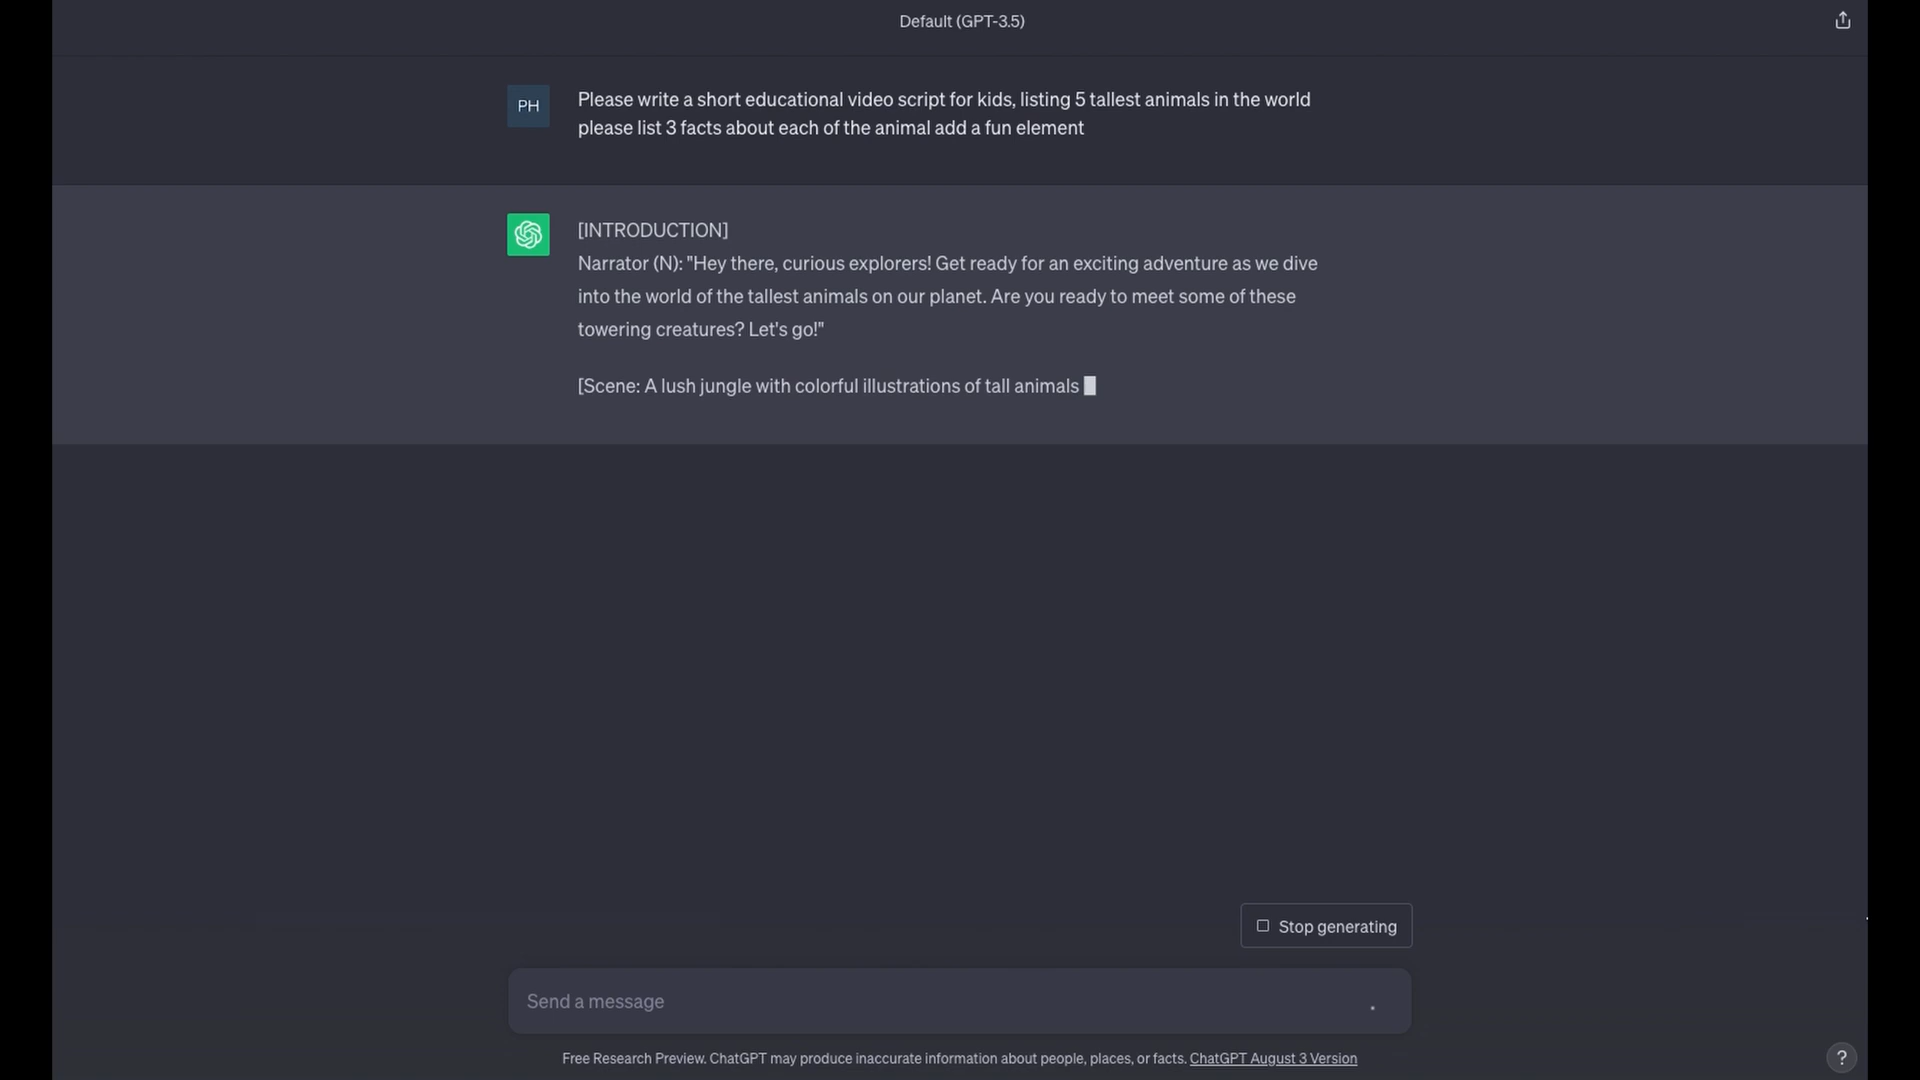 Default (GPT-3.5)
PH
Please write a short educational video script for kids, listing 5 tallest animals in the world
please list 3 facts about each of the animal add a fun element
[INTRODUCTION]
Narrator (N): "Hey there, curious explorers! Get ready for an exciting adventure as we dive
into the world of the tallest animals on our planet. Are you ready to meet some of these
towering creatures? Let's go!"
[Scene: A lush jungle with colorful illustrations of tall animals
Stop generating
Send a message
Free Research Preview. ChatGPT may produce inaccurate information about people, places, or facts. ChatGPT August 3 Version
?